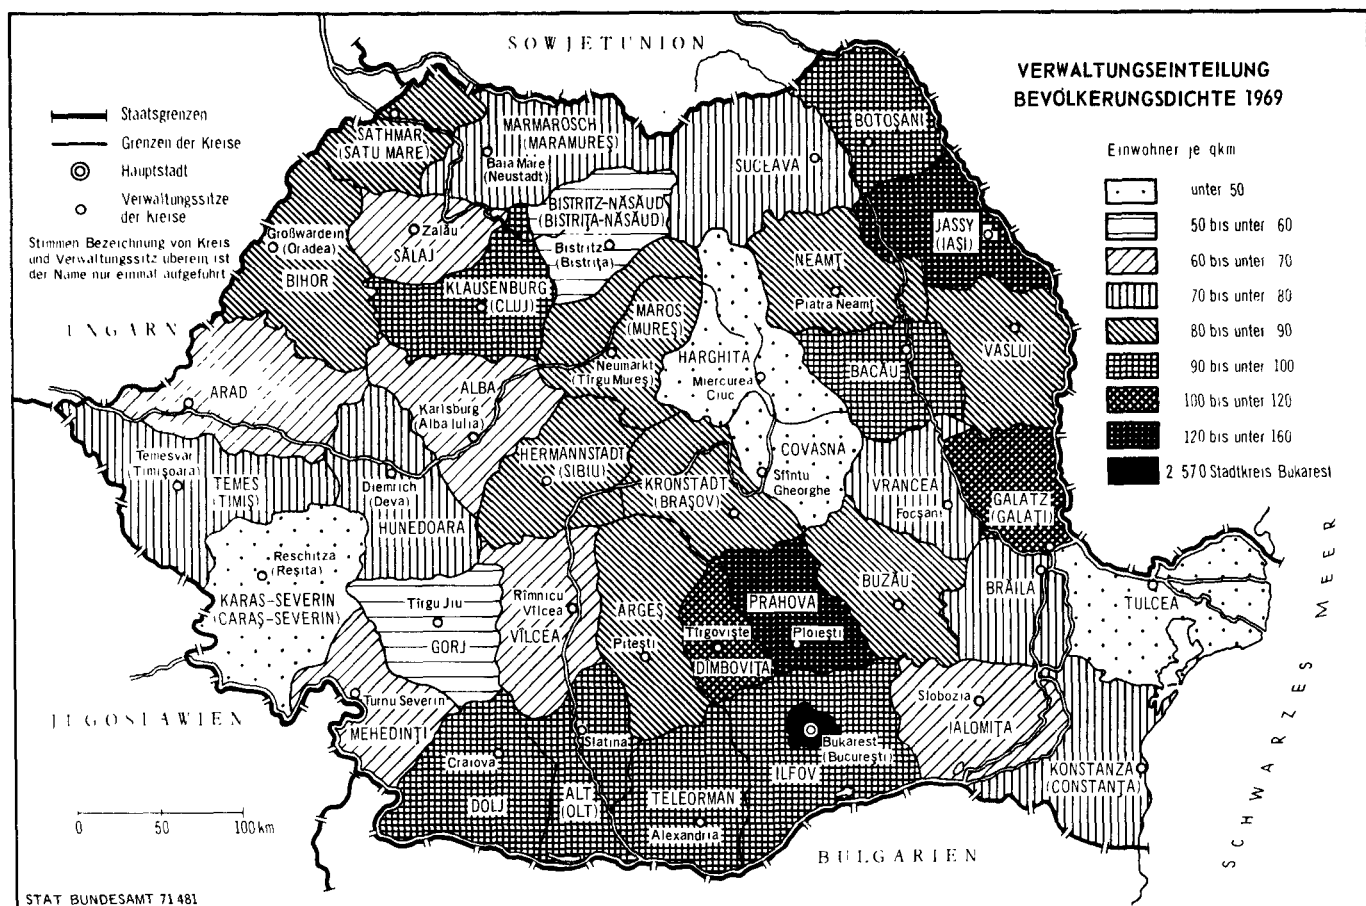 SOWJETUNION
VERWALTUNGSEINTEILUNG
BEVÖLKERUNGSDICHTE 1969
Staatsgrenzen
Grenzen der Kreise
Hauptstadt
Verwaltungssitze
der Kreise
Stimmen Bezeichnung von Kreis
und Verwaltungssitz überein, ist
der Name nur einmal aufgeführt
Einwohner je qkm
unter 50
50 bis unter 60
60 bis unter 70
70 bis unter 80
80 bis unter 90
90 bis unter 100
100 bis unter 120
120 bis unter 160
2 570 Stadtkreis Bukarest
SATHMAR
(SATU MARE)
MARMAROSCH
(MARAMUREŞ)
Baia Mare
(Neustadt)
SUCEAVA
BOTOŞANI
BISTRITZ-NĂSĂUD
(BISTRIŢA-NĂSĂUD)
Bistritz
(Bistriţa)
Großwardein
(Oradea)
BIHOR
Zalău
SĂLAJ
KLAUSENBURG
(CLUJ)
MAROS
(MUREŞ)
Neumarkt
(Tîrgu Mureş)
HARGHITA
Miercurea
Ciuc
NEAMŢ
Piatra Neamţ
JASSY
(IAŞI)
VASLUI
BACĂU
UNGARN
ARAD
ALBA
Karlsburg
(Alba Iulia)
Temesvar
(Timişoara)
TEMES
(TIMIŞ)
Diemrich
(Deva)
HUNEDOARA
HERMANNSTADT
(SIBIU)
KRONSTADT
(BRAŞOV)
COVASNA
Sfîntu
Gheorghe
VRANCEA
Focşani
GALATZ
(GALAŢI)
Reschitza
(Reşiţa)
KARAŞ-SEVERIN
(CARAŞ-SEVERIN)
Tîrgu Jiu
GORJ
Rîmnicu
Vîlcea
VÎLCEA
ARGEŞ
Piteşti
PRAHOVA
Ploieşti
Tîrgovişte
DÎMBOVIŢA
BUZĂU
BRĂILA
TULCEA
SCHWARZES MEER
JUGOSLAWIEN
Turnu Severin
MEHEDINŢI
Craiova
DOLJ
Slatina
ALT
(OLT)
TELEORMAN
Alexandria
Bukarest
(Bucureşti)
ILFOV
Slobozia
IALOMIŢA
KONSTANZA
(CONSTANŢA)
BULGARIEN
0 50 100 km
STAT BUNDESAMT 71 481